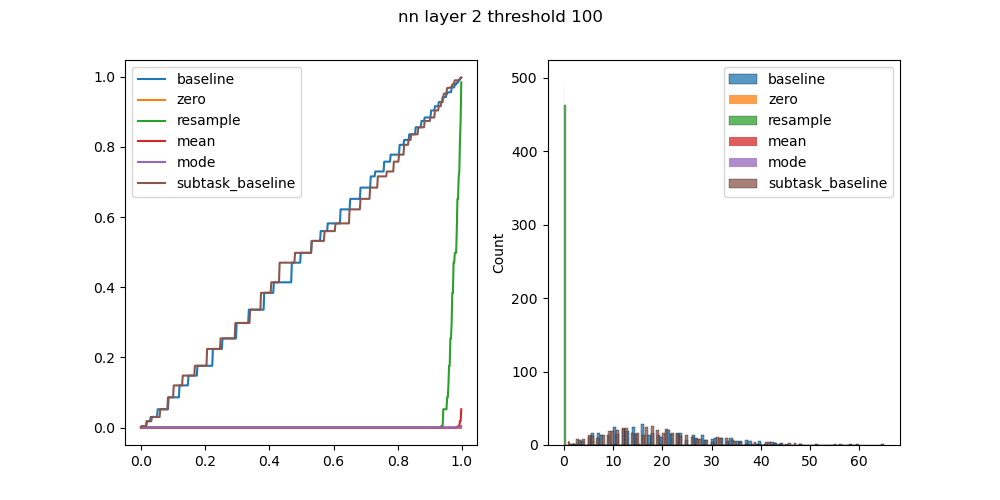 nn layer 2 threshold 100
1.0
0.8
0.6
0.4
0.2
0.0
0.0 0.2 0.4 0.6 0.8 1.0
baseline
zero
resample
mean
mode
subtask_baseline
Count
500
400
300
200
100
0
0 10 20 30 40 50 60
baseline
zero
resample
mean
mode
subtask_baseline